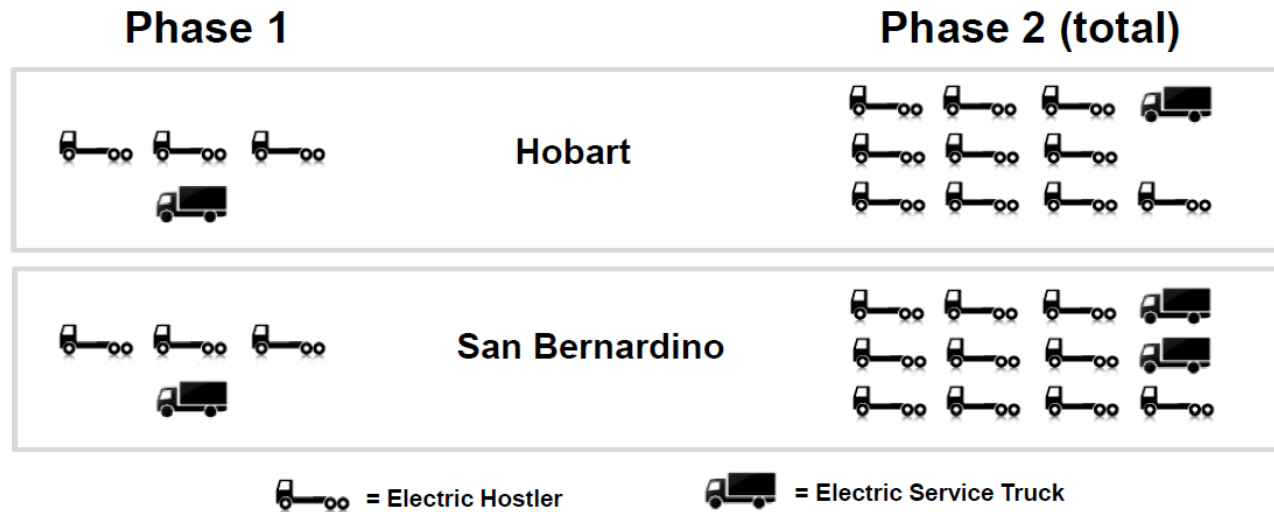 Phase 1
Phase 2 (total)
Hobart
San Bernardino
= Electric Hostler
= Electric Service Truck